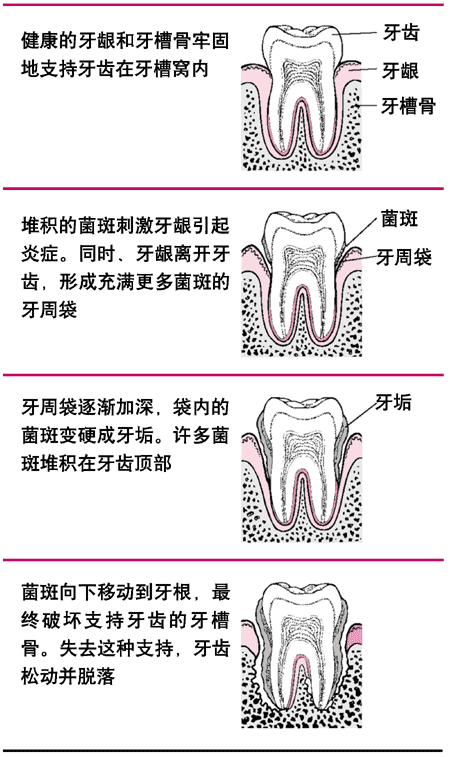 健康的牙龈和牙槽骨牢固
地支持牙齿在牙槽窝内
牙齿
牙龈
牙槽骨
堆积的菌斑刺激牙龈引起
炎症。同时、牙龈离开牙
齿，形成充满更多菌斑的
牙周袋
菌斑
牙周袋
牙周袋逐渐加深，袋内的
菌斑变硬成牙垢。许多菌
斑堆积在牙齿顶部
牙垢
菌斑向下移动到牙根，最
终破坏支持牙齿的牙槽
骨。失去这种支持，牙齿
松动并脱落